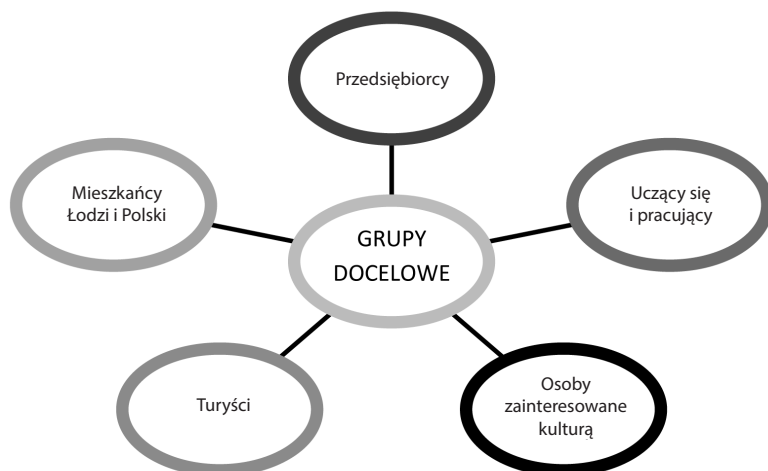 Przedsiębiorcy
Mieszkańcy
Łodzi i Polski
Uczący się
i pracujący
GRUPY
DOCELOWE
Turyści
Osoby
zainteresowane
kulturą